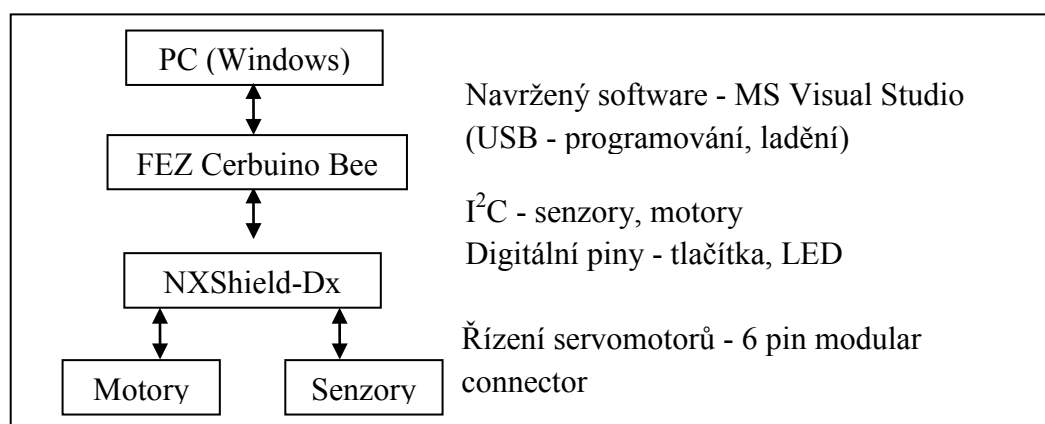 PC (Windows)
Navržený software - MS Visual Studio
(USB - programování, ladění)
FEZ Cerbuino Bee
I²C - senzory, motory
Digitální piny - tlačítka, LED
NXShield-Dx
Řízení servomotorů - 6 pin modular
connector
Motory
Senzory